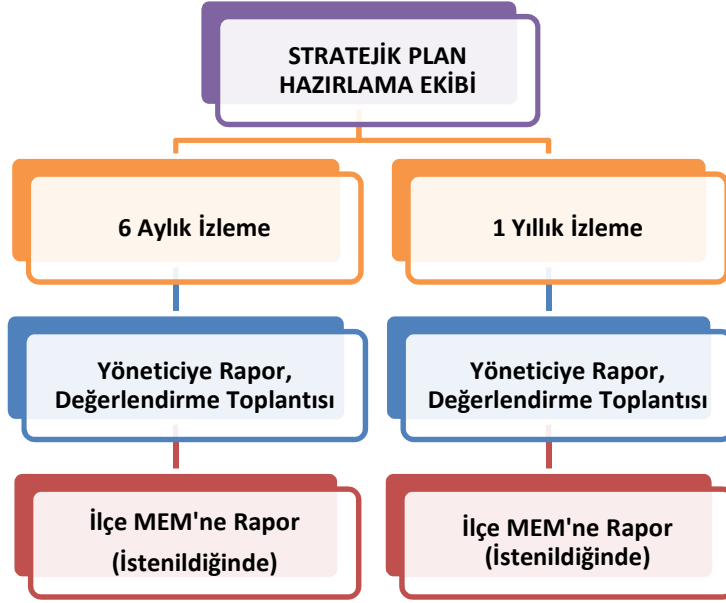 STRATEJİK PLAN
HAZIRLAMA EKİBİ
6 Aylık İzleme
1 Yıllık İzleme
Yöneticiye Rapor,
Değerlendirme Toplantısı
Yöneticiye Rapor,
Değerlendirme Toplantısı
İlçe MEM'ne Rapor
(İstenildiğinde)
İlçe MEM'ne Rapor
(İstenildiğinde)